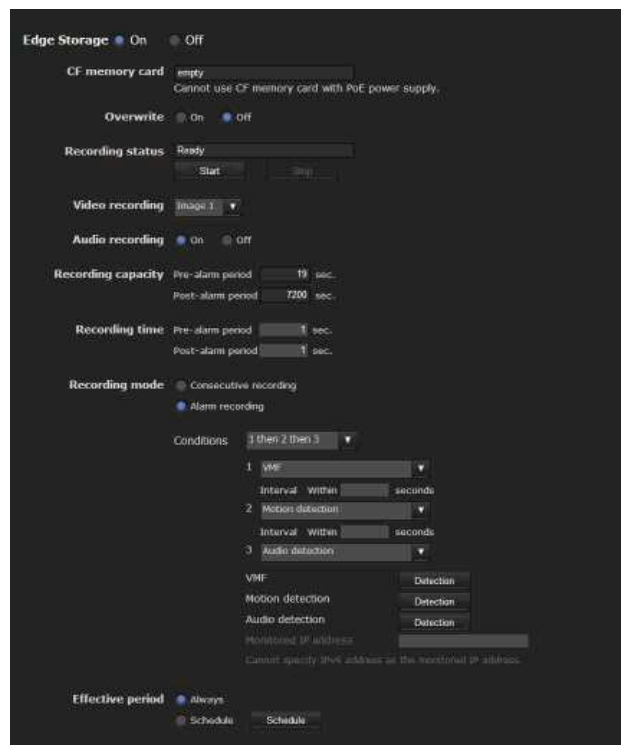 Edge Storage On Off
CF memory card empty
Cannot use CF memory card with PoE power supply.
Overwrite On Off
Recording status Ready
Start Stop
Video recording Image 1
Audio recording On Off
Recording capacity Pre-alarm period 19 sec.
Post-alarm period 7200 sec.
Recording time Pre-alarm period 1 sec.
Post-alarm period 1 sec.
Recording mode Consecutive recording
Alarm recording
Conditions 1 then 2 then 3
1 VMF
Interval Within seconds
2 Motion detection
Interval Within seconds
3 Audio detection
VMF Detection
Motion detection Detection
Audio detection Detection
Monitored IP address
Cannot specify IPv6 address as the monitored IP address.
Effective period Always
Schedule Schedule